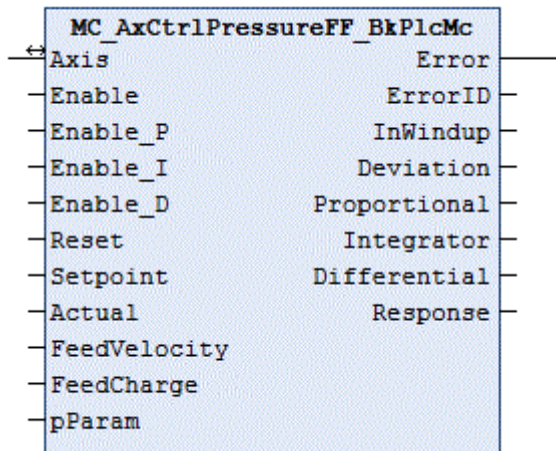 MC_AxCtrlPressureFF_BkPlcMc
Axis Error
Enable ErrorID
Enable_P InWindup
Enable_I Deviation
Enable_D Proportional
Reset Integrator
Setpoint Differential
Actual Response
FeedVelocity
FeedCharge
pParam